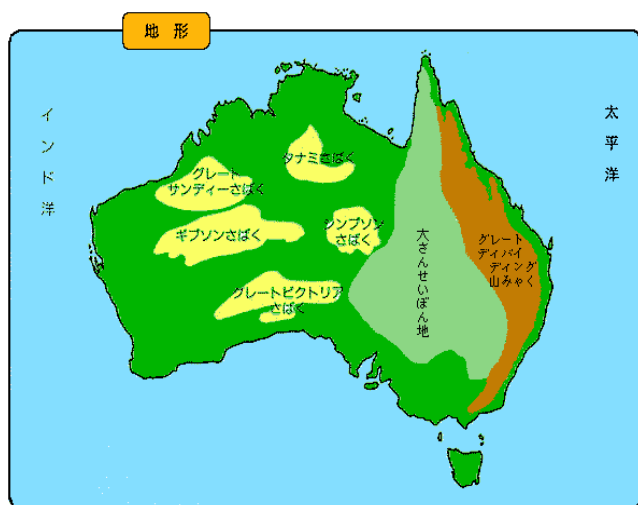 地形
インド洋
太平洋
タナミさばく
グレート
サンディーさばく
ギブソンさばく
シンプソン
さばく
グレートビクトリア
さばく
大さんせいぼん地
グレート
ディバイ
ディング
山みゃく